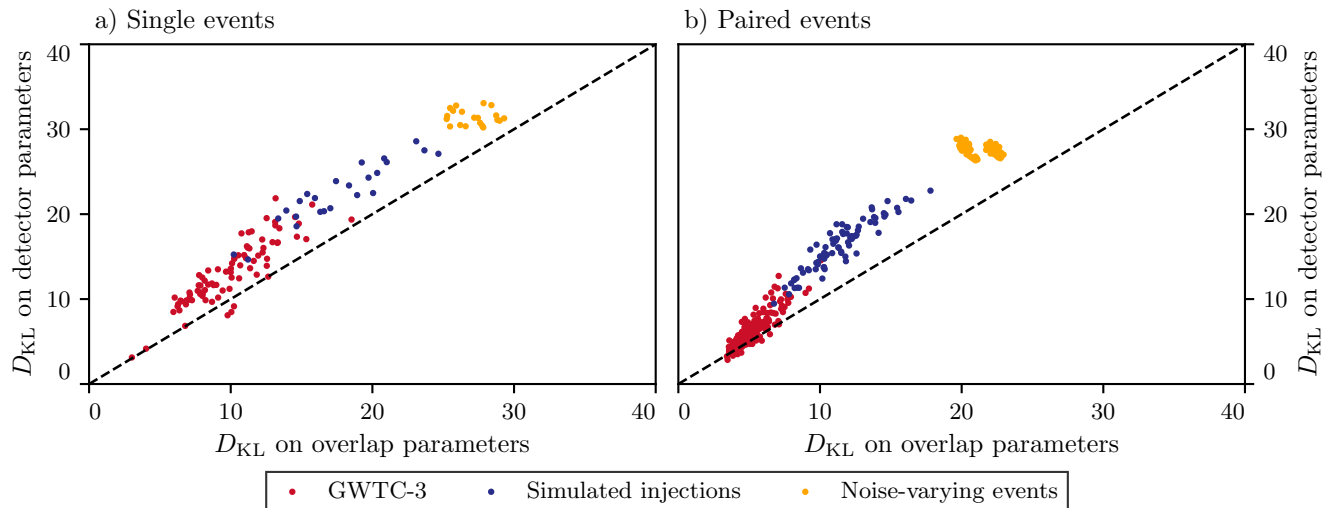 a) Single events
b) Paired events
40
30
20
10
0
D_KL on detector parameters
0
10
20
30
40
D_KL on overlap parameters
0
10
20
30
40
D_KL on overlap parameters
40
30
20
10
0
D_KL on detector parameters
GWTC-3
Simulated injections
Noise-varying events